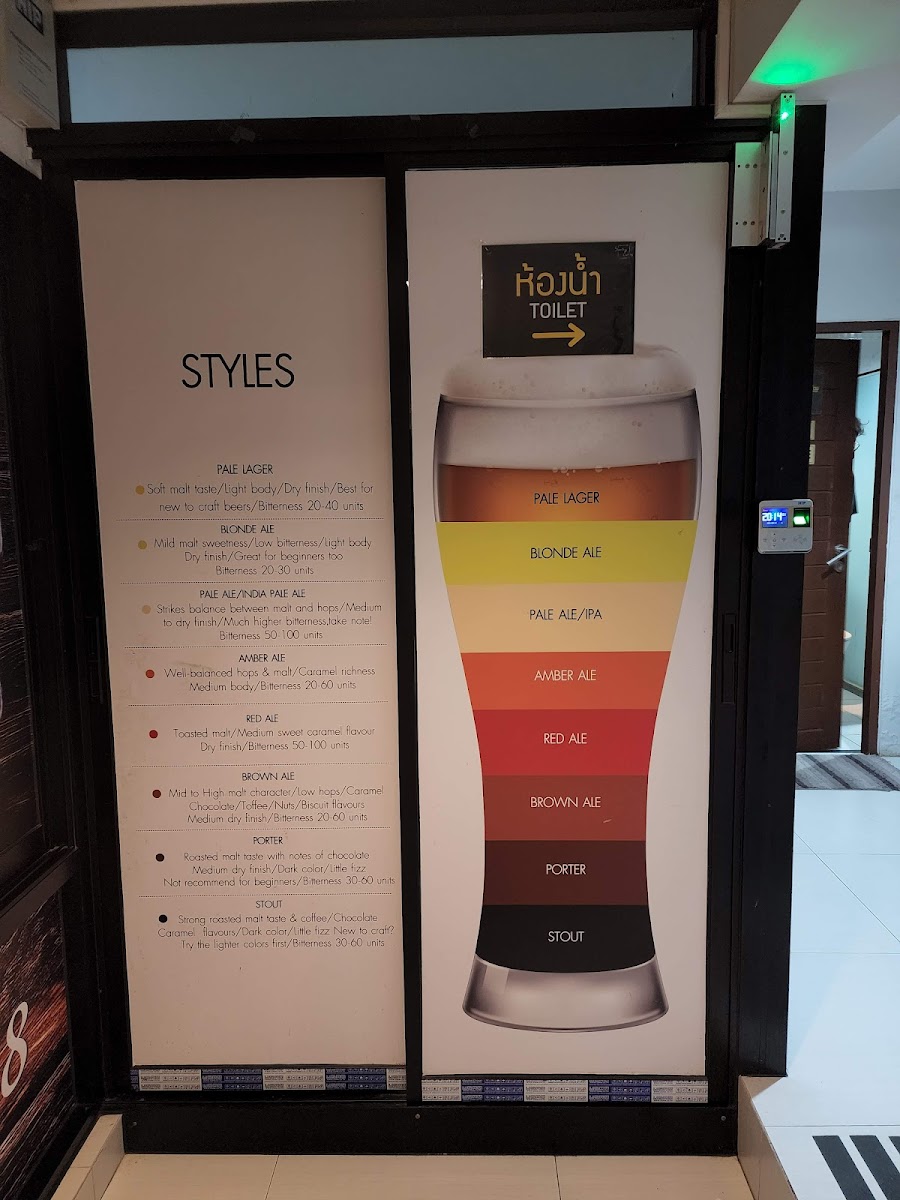 STYLES
PALE LAGER
Soft malt taste/Light body/Dry finish/Best for
new to craft beers/Bitterness 20-40 units
BLONDE ALE
Mild malt sweetness/Low bitterness/Light body
Dry finish/Great for beginners too
Bitterness 20-30 units
PALE ALE/INDIA PALE ALE
Strikes balance between malt and hops/Medium
to dry finish/Much higher bitterness,take note!
Bitterness 50-100 units
AMBER ALE
Well-balanced hops & malt/Caramel richness
Medium body/Bitterness 20-60 units
RED ALE
Toasted malt/Medium sweet caramel flavour
Dry finish/Bitterness 50-100 units
BROWN ALE
Mid to High malt character/Low hops/Caramel
Chocolate/Toffee/Nuts/Biscuit flavours
Medium dry finish/Bitterness 20-60 units
PORTER
Roasted malt taste with notes of chocolate
Medium dry finish/Dark color/Little fizz
Not recommend for beginners/Bitterness 30-60 units
STOUT
Strong roasted malt taste & coffee/Chocolate
Caramel flavours/Dark color/Little fizz New to craft?
Try the lighter colors first/Bitterness 30-60 units
ห้องน้ำ
TOILET
PALE LAGER
BLONDE ALE
PALE ALE/IPA
AMBER ALE
RED ALE
BROWN ALE
PORTER
STOUT
20:14
8